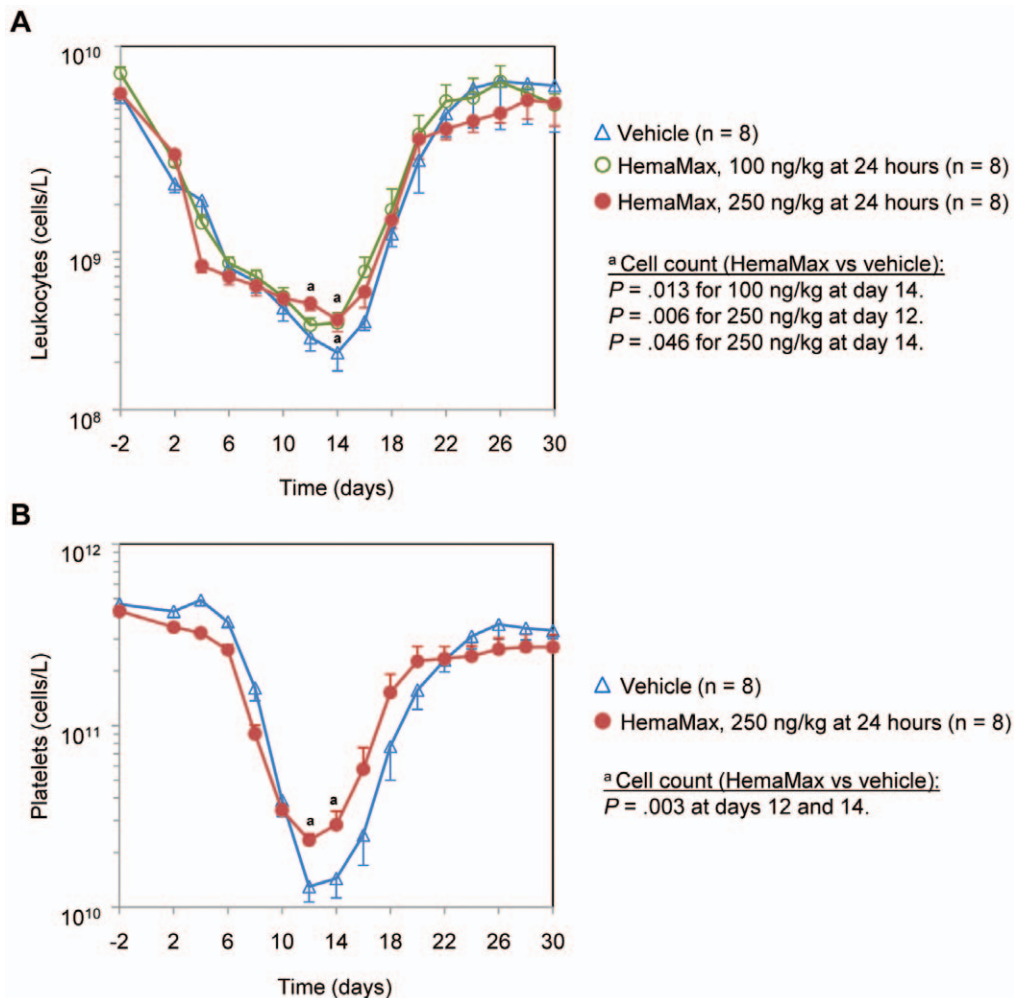 A
10¹⁰
10⁹
10⁸
Leukocytes (cells/L)
a
a
a
-2 2 6 10 14 18 22 26 30
Time (days)
Vehicle (n = 8)
HemaMax, 100 ng/kg at 24 hours (n = 8)
HemaMax, 250 ng/kg at 24 hours (n = 8)
ᵃ Cell count (HemaMax vs vehicle):
P = .013 for 100 ng/kg at day 14.
P = .006 for 250 ng/kg at day 12.
P = .046 for 250 ng/kg at day 14.
B
10¹²
10¹¹
10¹⁰
Platelets (cells/L)
a
a
-2 2 6 10 14 18 22 26 30
Time (days)
Vehicle (n = 8)
HemaMax, 250 ng/kg at 24 hours (n = 8)
ᵃ Cell count (HemaMax vs vehicle):
P = .003 at days 12 and 14.